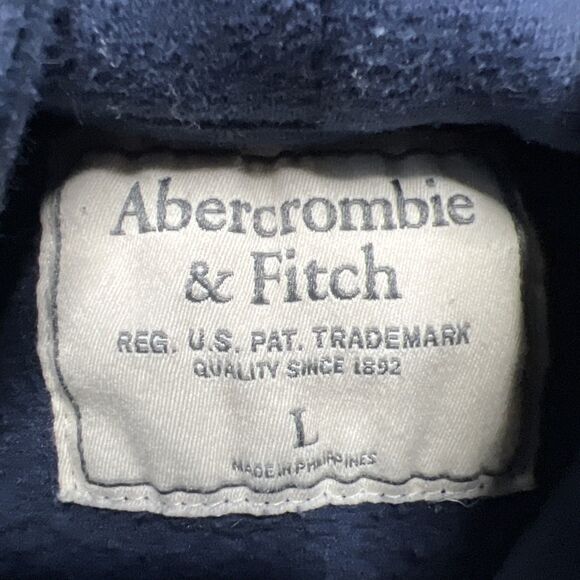 Abercrombie
& Fitch
REG. U.S. PAT. TRADEMARK
QUALITY SINCE 1892
L
MADE IN PHILIPPINES